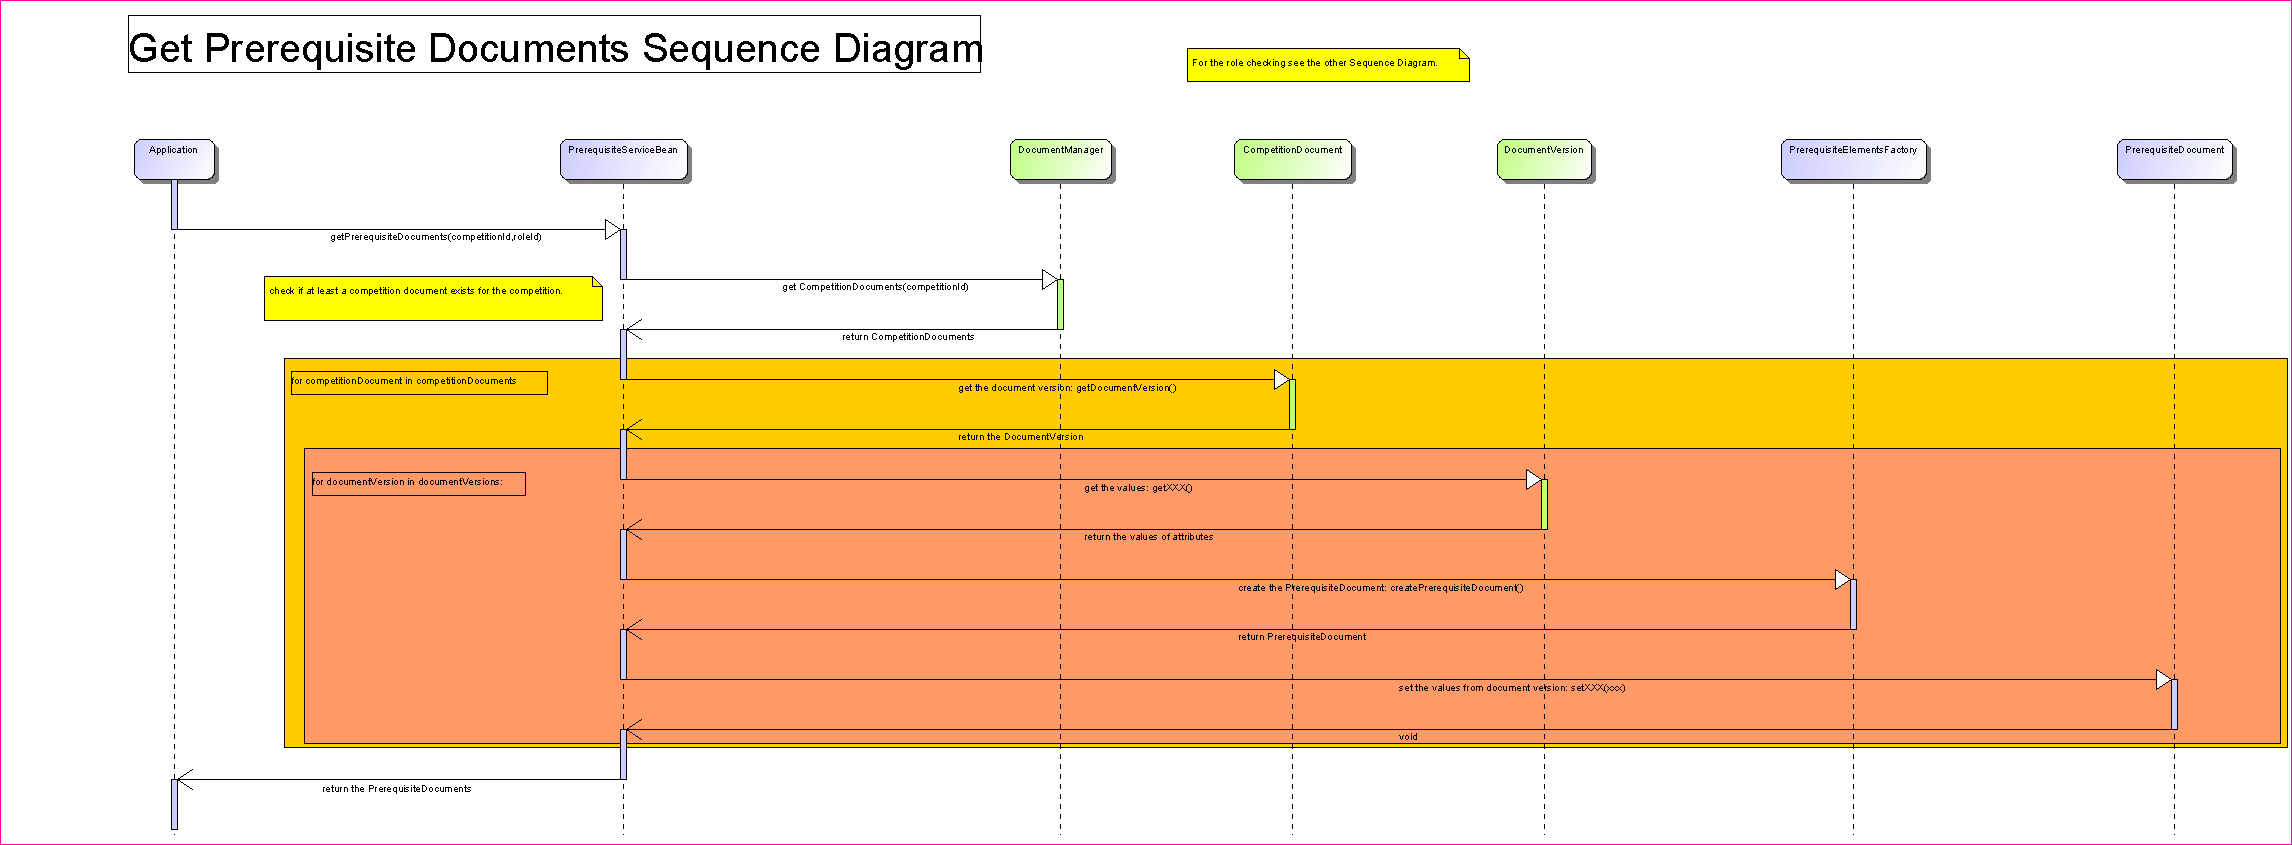 Get Prerequisite Documents Sequence Diagram
For the role checking see the other Sequence Diagram.
Application
PrerequisiteServiceBean
DocumentManager
CompetitionDocument
DocumentVersion
PrerequisiteElementsFactory
PrerequisiteDocument
getPrerequisiteDocuments(competitionId,roleId)
check if at least a competition document exists for the competition.
get CompetitionDocuments(competitionId)
return CompetitionDocuments
for competitionDocument in competitionDocuments
get the document version: getDocumentVersion()
return the DocumentVersion
for documentVersion in documentVersions:
get the values: getXXX()
return the values of attributes
create the PrerequisiteDocument: createPrerequisiteDocument()
return PrerequisiteDocument
set the values from document version: setXXX(xxx)
void
return the PrerequisiteDocuments